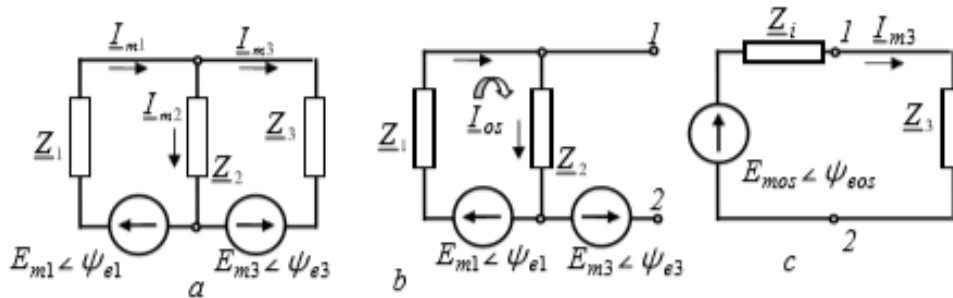 I_m1
I_m3
I_m2
Z_1
Z_2
Z_3
E_m1∠ψ_e1
E_m3∠ψ_e3
a
1
I_os
Z_1
Z_2
2
E_m1∠ψ_e1
E_m3∠ψ_e3
b
Z_i
1
I_m3
Z_3
E_mos∠ψ_eos
2
c